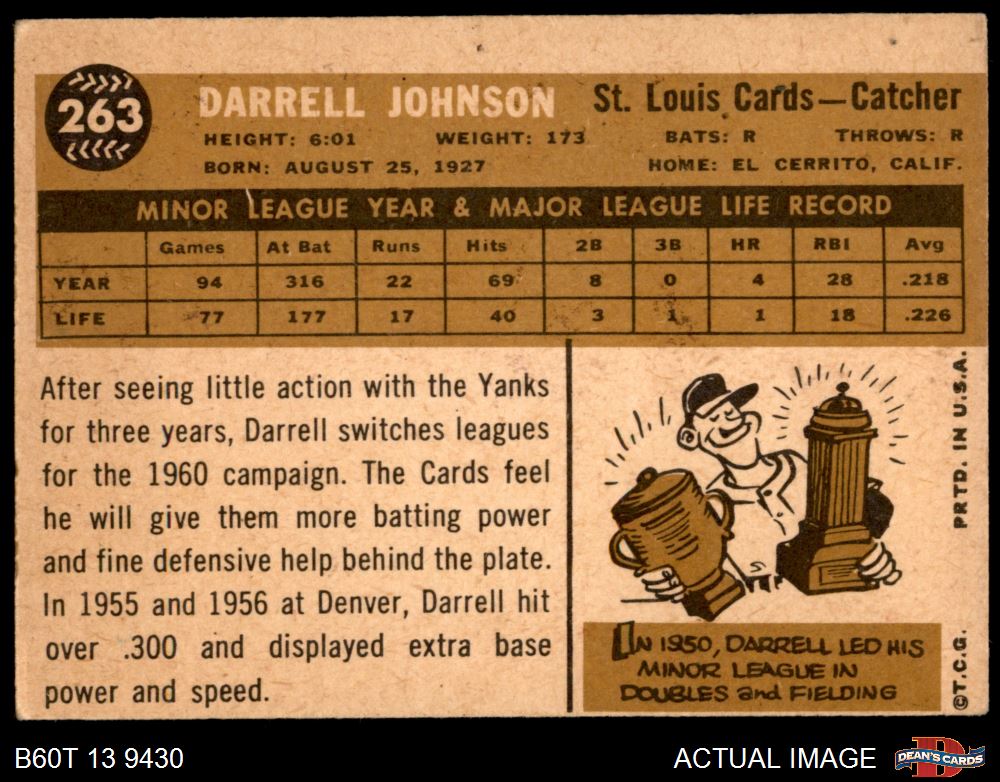 263
DARRELL JOHNSON
St. Louis Cards—Catcher
HEIGHT: 6:01 WEIGHT: 173 BATS: R THROWS: R
BORN: AUGUST 25, 1927 HOME: EL CERRITO, CALIF.
MINOR LEAGUE YEAR & MAJOR LEAGUE LIFE RECORD
Games At Bat Runs Hits 2B 3B HR RBI Avg
YEAR 94 316 22 69 8 0 4 28 .218
LIFE 77 177 17 40 3 1 1 18 .226
After seeing little action with the Yanks
for three years, Darrell switches leagues
for the 1960 campaign. The Cards feel
he will give them more batting power
and fine defensive help behind the plate.
In 1955 and 1956 at Denver, Darrell hit
over .300 and displayed extra base
power and speed.
IN 1950, DARRELL LED HIS
MINOR LEAGUE IN
DOUBLES and FIELDING
©T.C.G. PRTD. IN U.S.A.
B60T 13 9430
ACTUAL IMAGE
DEAN'S CARDS